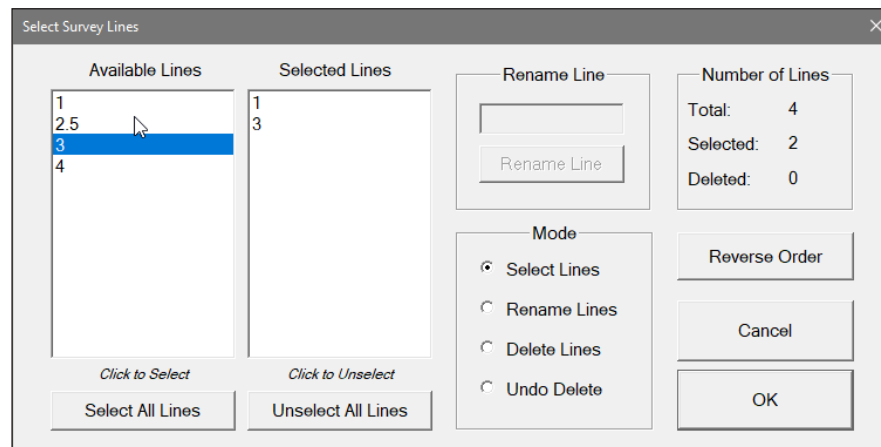 Select Survey Lines
Available Lines
1
2.5
3
4
Click to Select
Select All Lines
Selected Lines
1
3
Click to Unselect
Unselect All Lines
Rename Line
Rename Line
Mode
Select Lines
Rename Lines
Delete Lines
Undo Delete
Number of Lines
Total: 4
Selected: 2
Deleted: 0
Reverse Order
Cancel
OK